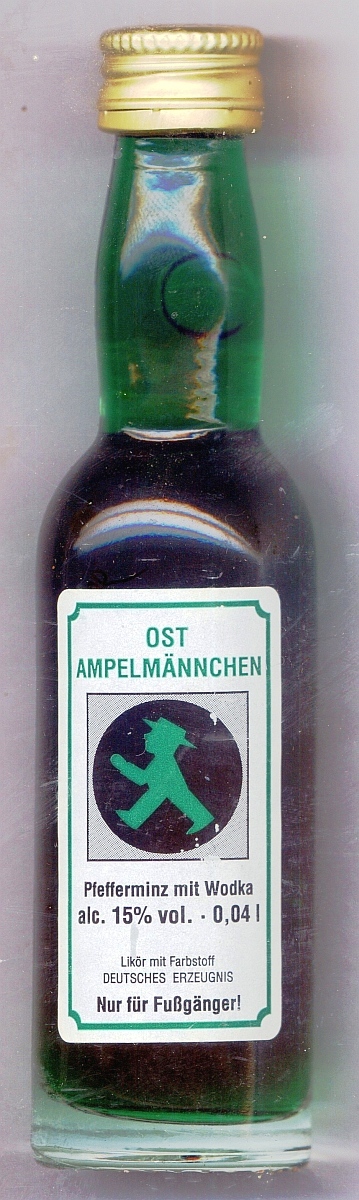 OST
AMPELMÄNNCHEN
Pfefferminz mit Wodka
alc. 15% vol. · 0,04 l
Likör mit Farbstoff
DEUTSCHES ERZEUGNIS
Nur für Fußgänger!